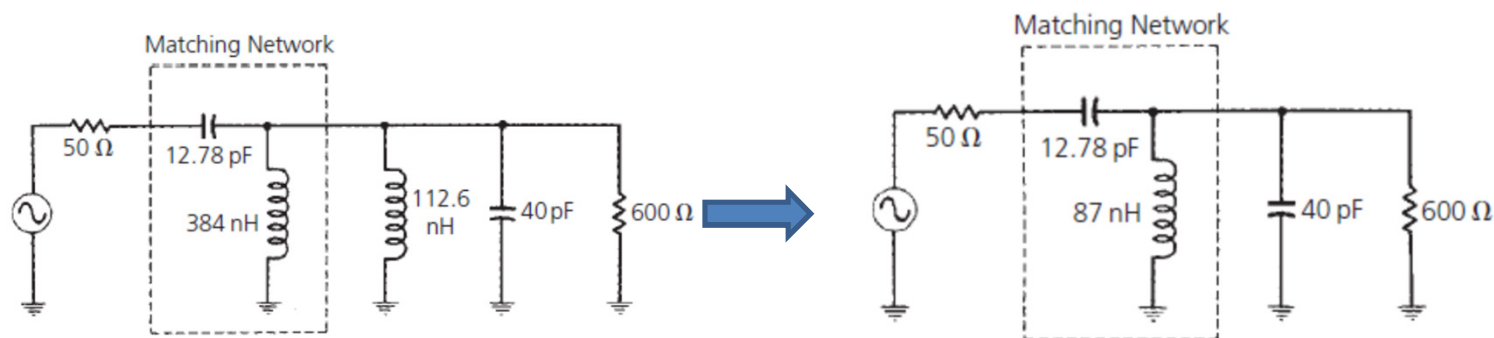 Matching Network
50 Ω
12.78 pF
384 nH
112.6
nH
40 pF
600 Ω
Matching Network
50 Ω
12.78 pF
87 nH
40 pF
600 Ω